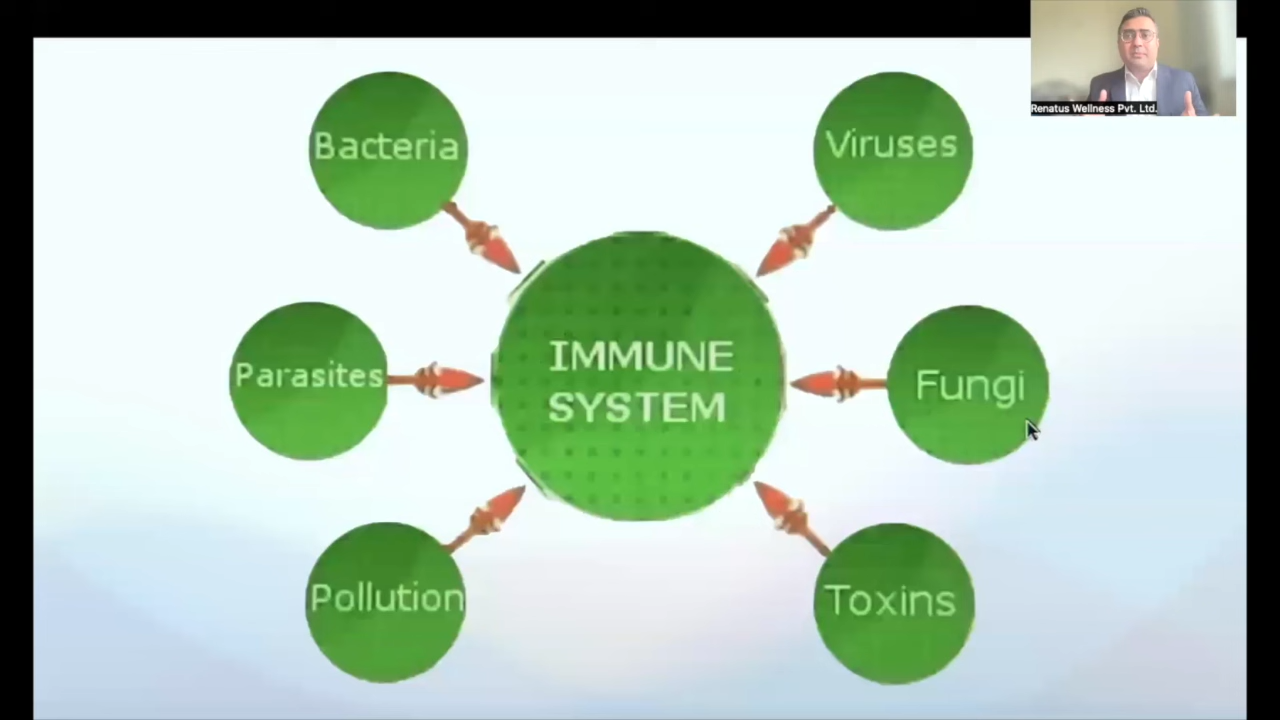 Renatus Wellness Pvt. Ltd.
Bacteria
Viruses
IMMUNE
SYSTEM
Parasites
Fungi
Pollution
Toxins